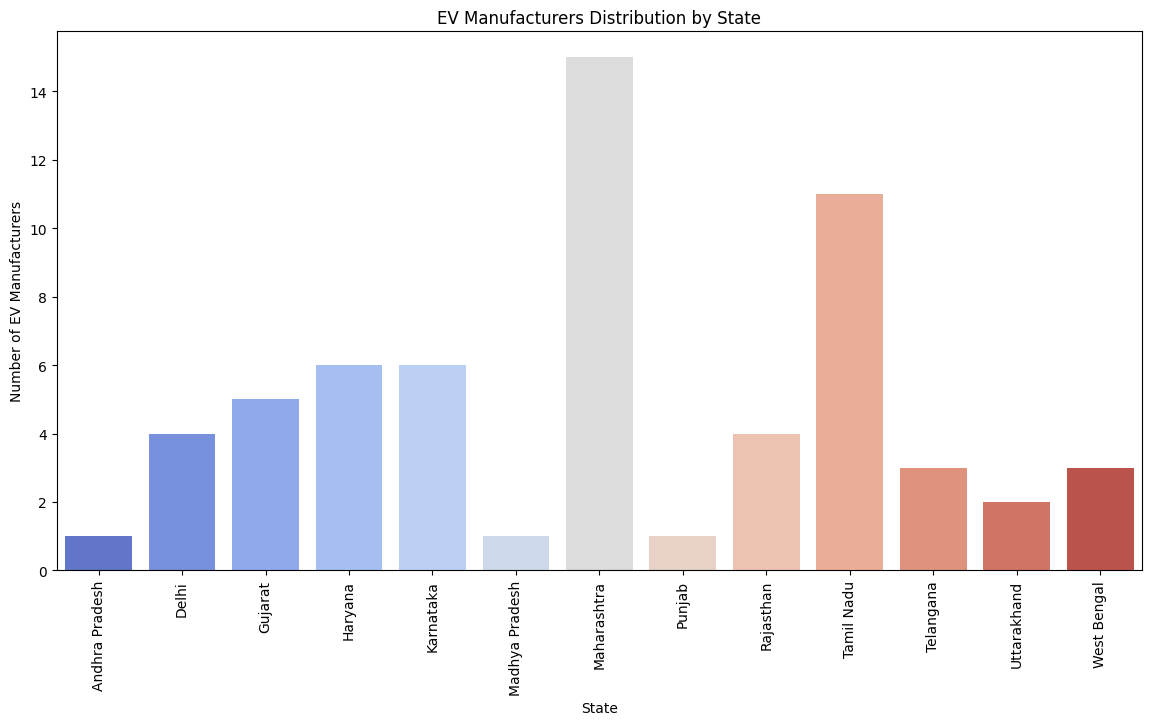 EV Manufacturers Distribution by State
Number of EV Manufacturers
14
12
10
8
6
4
2
0
Andhra Pradesh
Delhi
Gujarat
Haryana
Karnataka
Madhya Pradesh
Maharashtra
Punjab
Rajasthan
Tamil Nadu
Telangana
Uttarakhand
West Bengal
State